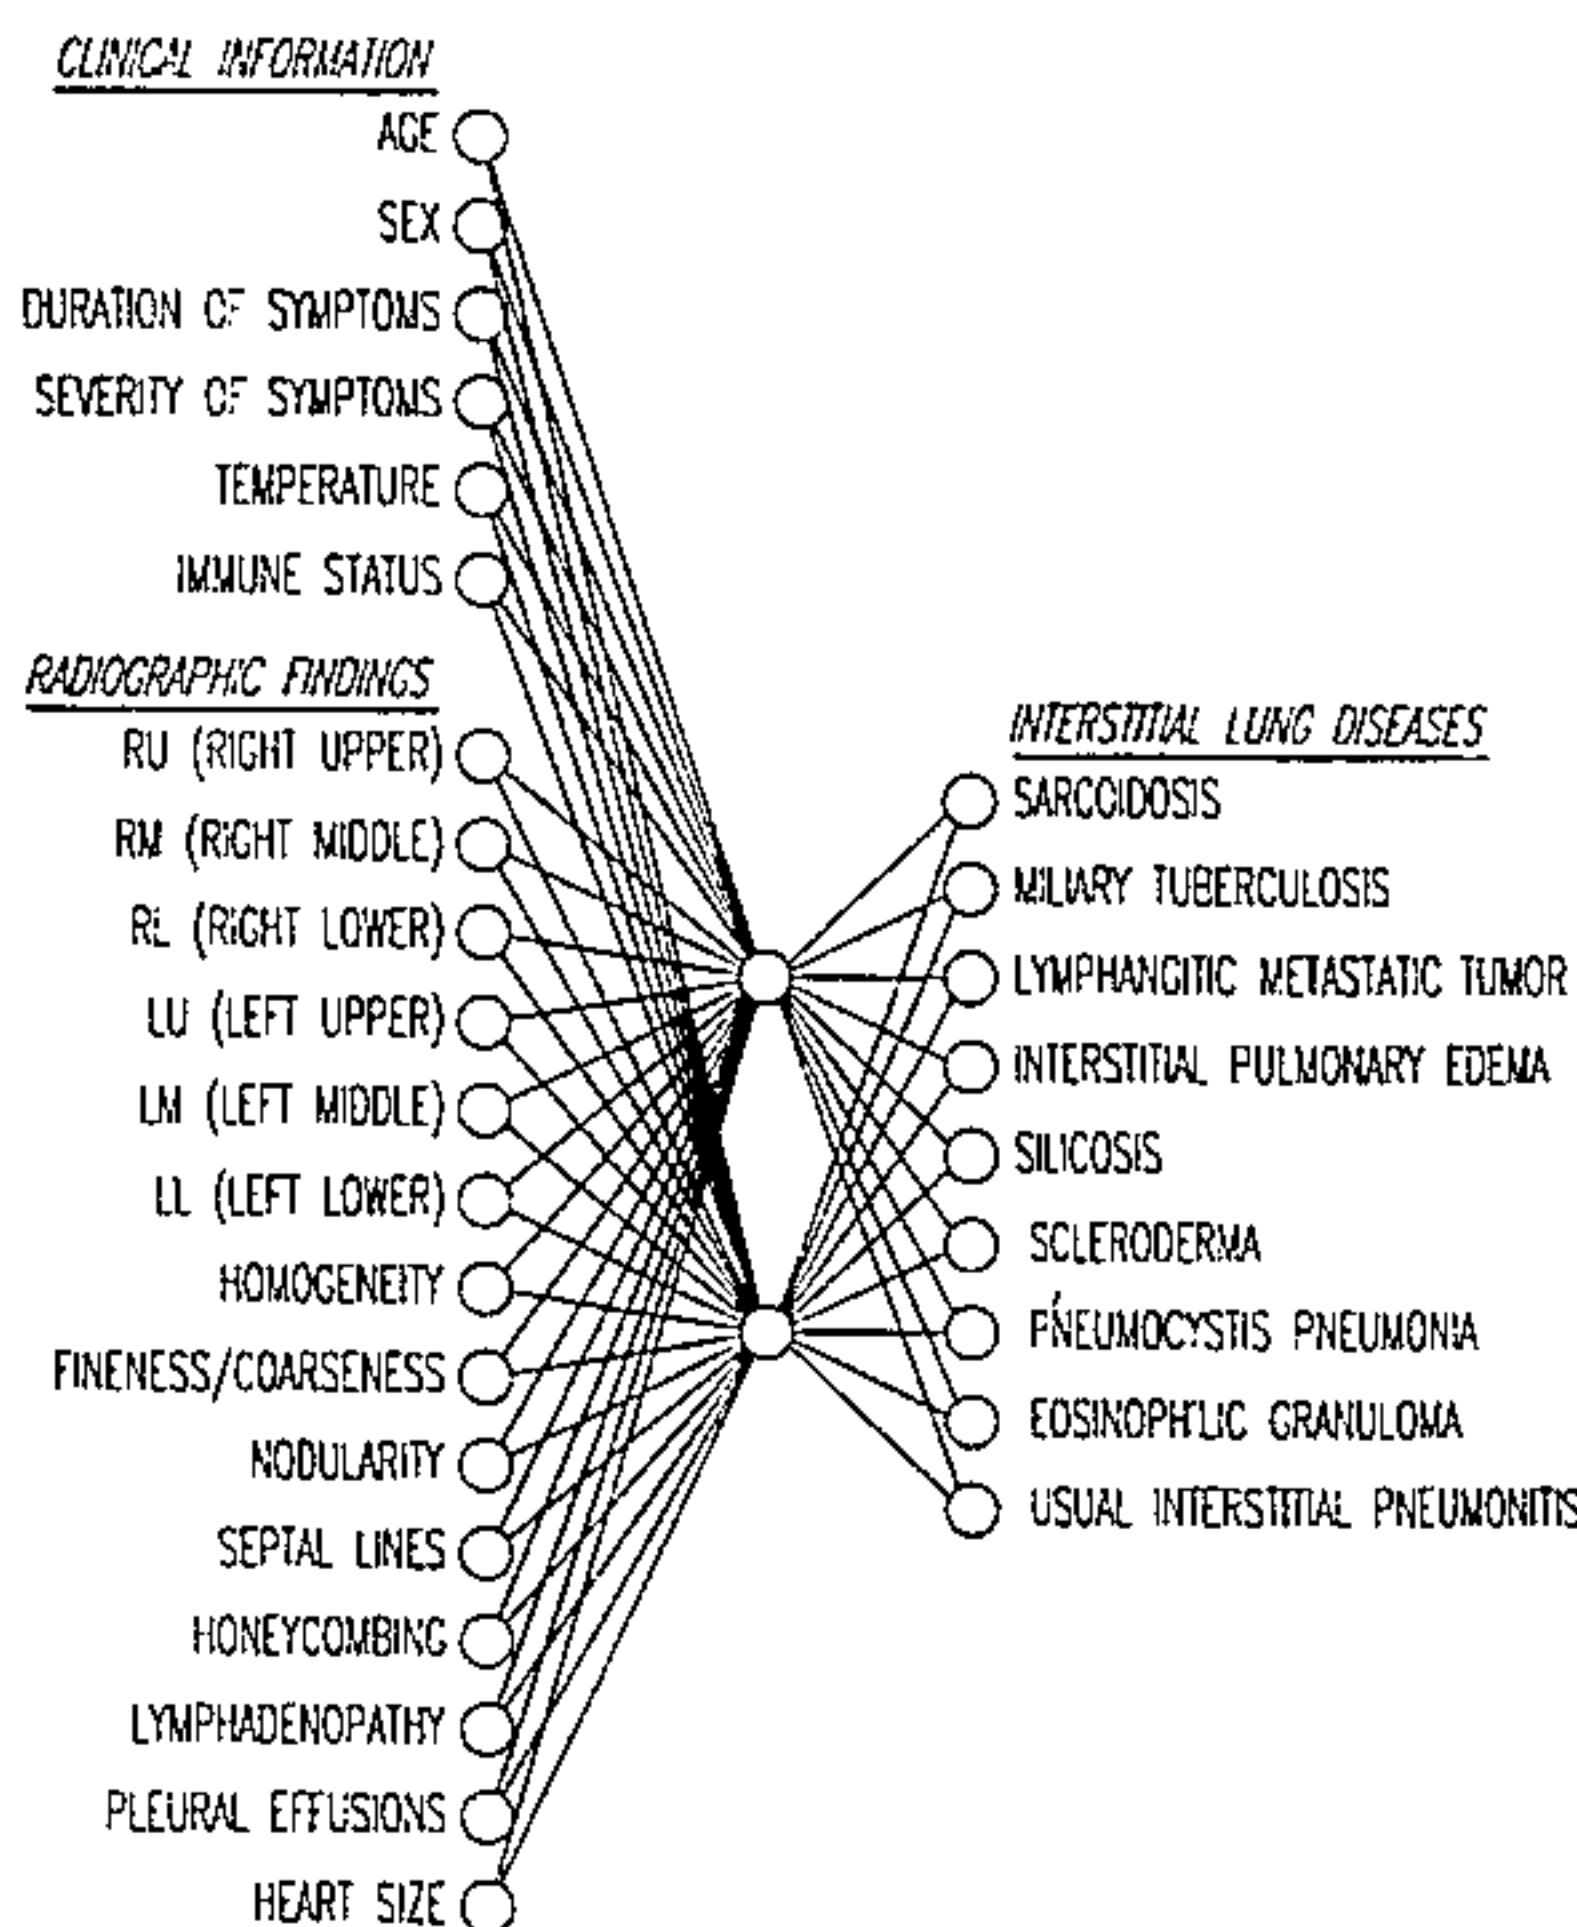 CLINICAL INFORMATION
AGE
SEX
DURATION OF SYMPTOMS
SEVERITY OF SYMPTOMS
TEMPERATURE
IMMUNE STATUS
RADIOGRAPHIC FINDINGS
RU (RIGHT UPPER)
RM (RIGHT MIDDLE)
RL (RIGHT LOWER)
LU (LEFT UPPER)
LM (LEFT MIDDLE)
LL (LEFT LOWER)
HOMOGENEITY
FINENESS/COARSENESS
NODULARITY
SEPTAL LINES
HONEYCOMBING
LYMPHADENOPATHY
PLEURAL EFFUSIONS
HEART SIZE
INTERSTITIAL LUNG DISEASES
SARCOIDOSIS
MILIARY TUBERCULOSIS
LYMPHANGITIC METASTATIC TUMOR
INTERSTITIAL PULMONARY EDEMA
SILICOSIS
SCLERODERMA
PNEUMOCYSTIS PNEUMONIA
EOSINOPHILIC GRANULOMA
USUAL INTERSTITIAL PNEUMONITIS